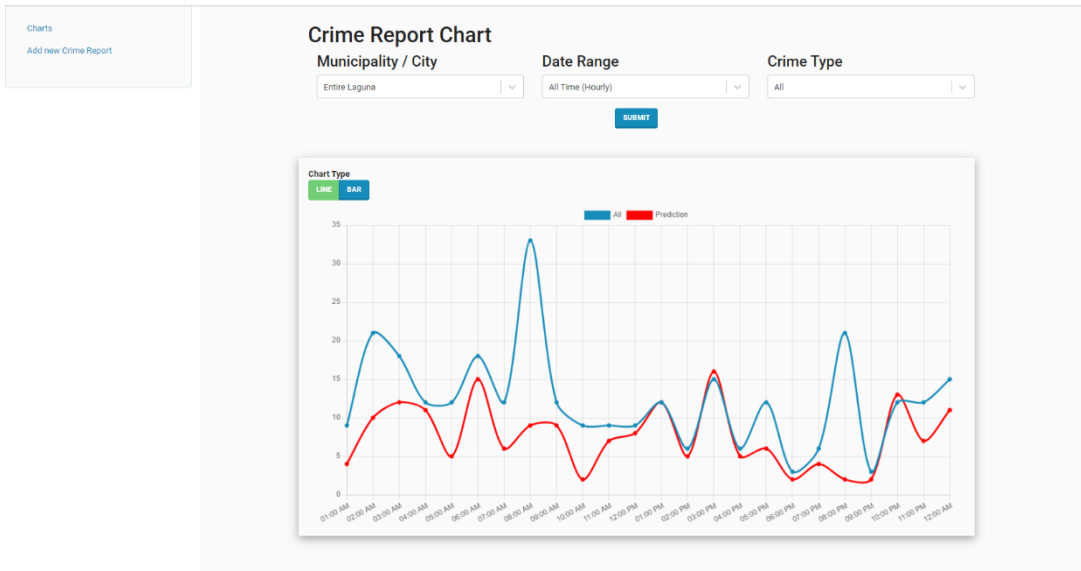 Charts
Add new Crime Report
Crime Report Chart
Municipality / City
Date Range
Crime Type
Entire Laguna
All Time (Hourly)
All
SUBMIT
Chart Type
LINE BAR
All Prediction
35
30
25
20
15
10
5
0
01:00 AM 02:00 AM 03:00 AM 04:00 AM 05:00 AM 06:00 AM 07:00 AM 08:00 AM 09:00 AM 10:00 AM 11:00 AM 12:00 PM 01:00 PM 02:00 PM 03:00 PM 04:00 PM 05:00 PM 06:00 PM 07:00 PM 08:00 PM 09:00 PM 10:00 PM 11:00 PM 12:00 AM